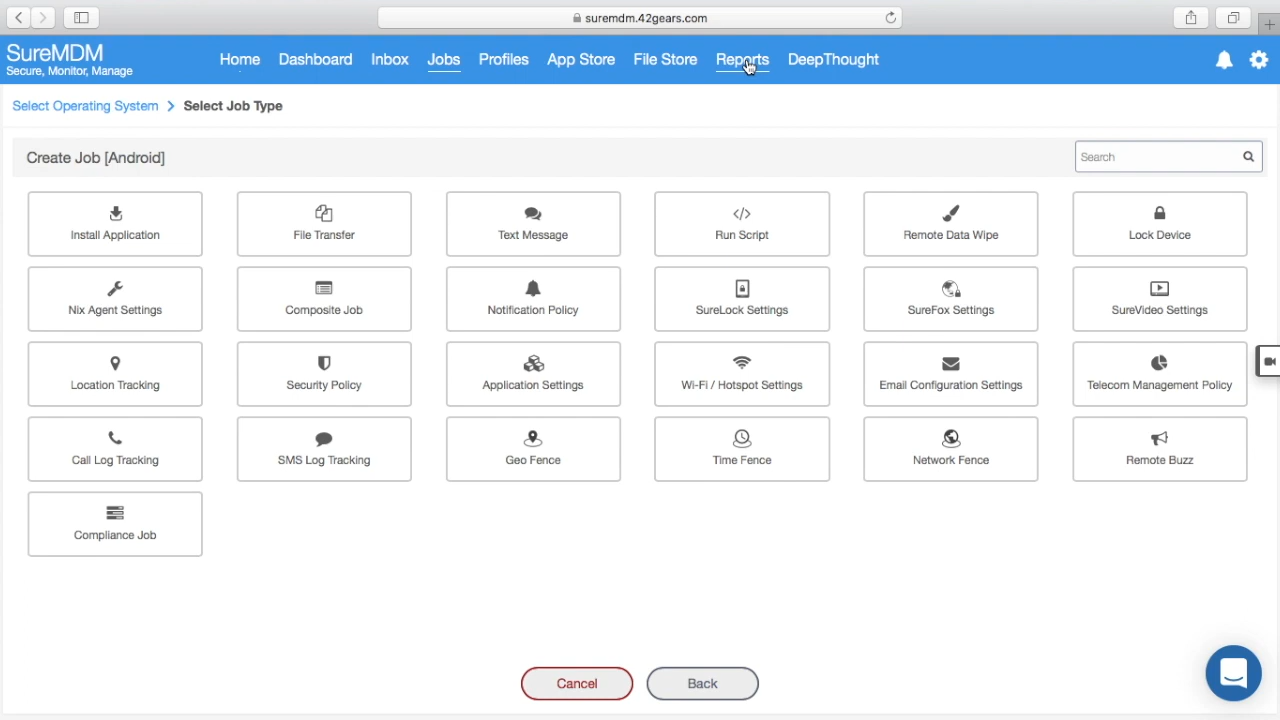 suremdm.42gears.com
SureMDM
Secure, Monitor, Manage
Home Dashboard Inbox Jobs Profiles App Store File Store Reports DeepThought
Select Operating System > Select Job Type
Create Job [Android]
Search
Install Application
File Transfer
Text Message
Run Script
Remote Data Wipe
Lock Device
Nix Agent Settings
Composite Job
Notification Policy
SureLock Settings
SureFox Settings
SureVideo Settings
Location Tracking
Security Policy
Application Settings
Wi-Fi / Hotspot Settings
Email Configuration Settings
Telecom Management Policy
Call Log Tracking
SMS Log Tracking
Geo Fence
Time Fence
Network Fence
Remote Buzz
Compliance Job
Cancel
Back